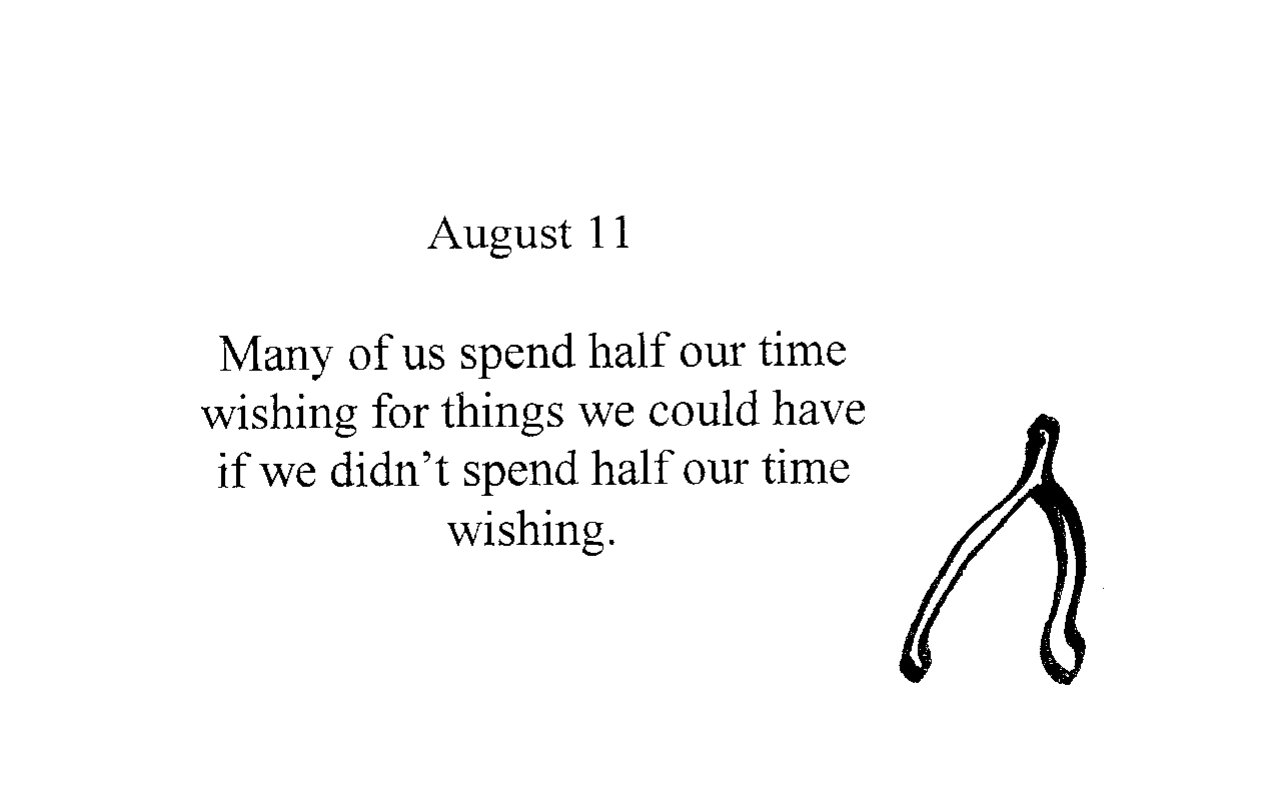 August 11
Many of us spend half our time
wishing for things we could have
if we didn’t spend half our time
wishing.